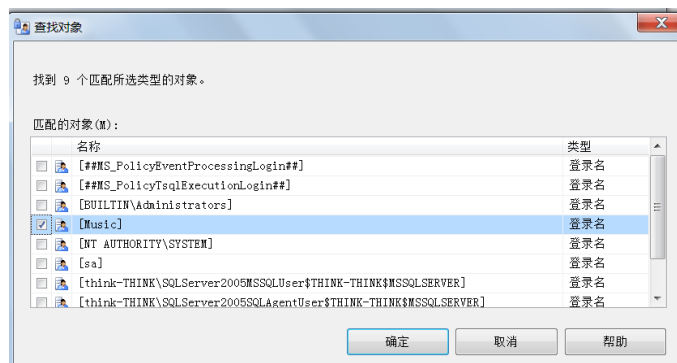 查找对象
找到 9 个匹配所选类型的对象。
匹配的对象(M):
名称 类型
[##MS_PolicyEventProcessingLogin##] 登录名
[##MS_PolicyTsqlExecutionLogin##] 登录名
[BUILTIN\Administrators] 登录名
[Music] 登录名
[NT AUTHORITY\SYSTEM] 登录名
[sa] 登录名
[think-THINK\SQLServer2005MSSQLUser$THINK-THINK$MSSQLSERVER] 登录名
[think-THINK\SQLServer2005SQLAgentUser$THINK-THINK$MSSQLSERVER] 登录名
确定 取消 帮助